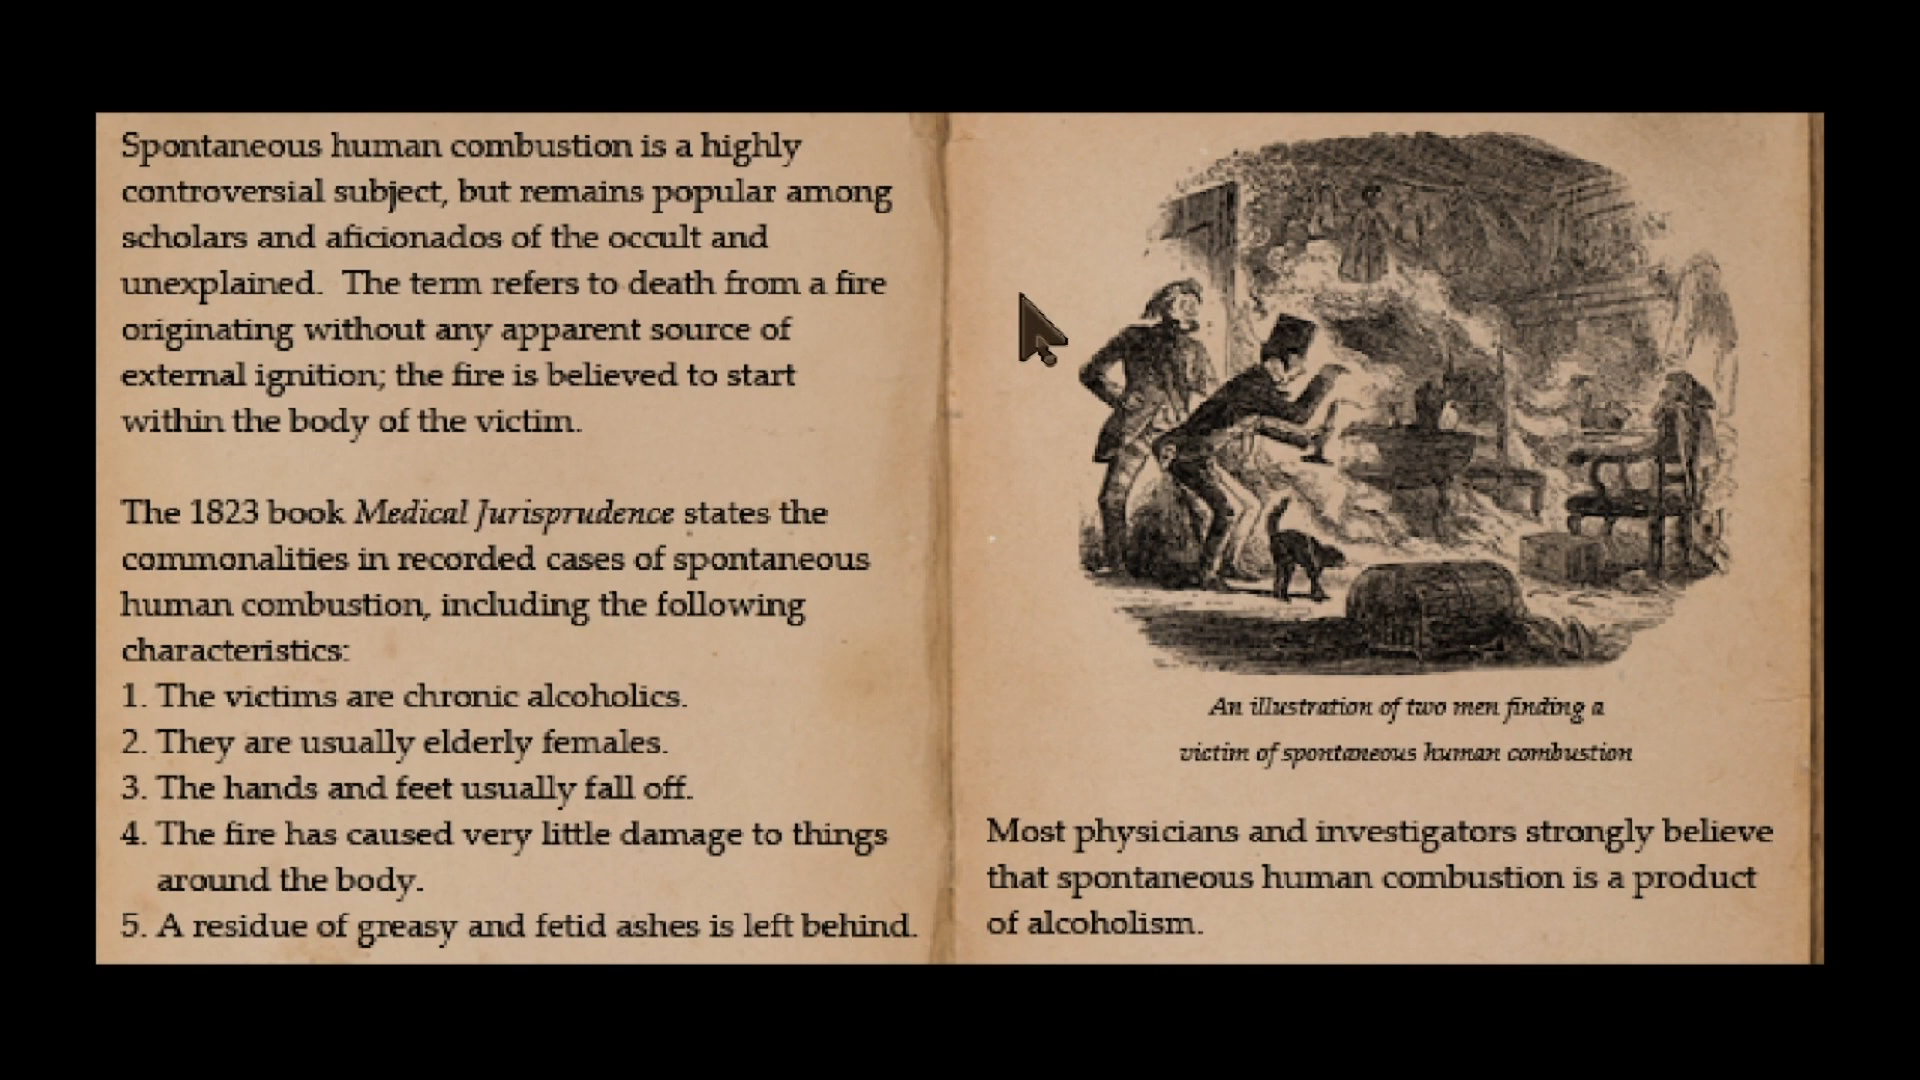 Spontaneous human combustion is a highly
controversial subject, but remains popular among
scholars and aficionados of the occult and
unexplained.  The term refers to death from a fire
originating without any apparent source of
external ignition; the fire is believed to start
within the body of the victim.
The 1823 book Medical Jurisprudence states the
commonalities in recorded cases of spontaneous
human combustion, including the following
characteristics:
1. The victims are chronic alcoholics.
2. They are usually elderly females.
3. The hands and feet usually fall off.
4. The fire has caused very little damage to things
around the body.
5. A residue of greasy and fetid ashes is left behind.
An illustration of two men finding a
victim of spontaneous human combustion
Most physicians and investigators strongly believe
that spontaneous human combustion is a product
of alcoholism.